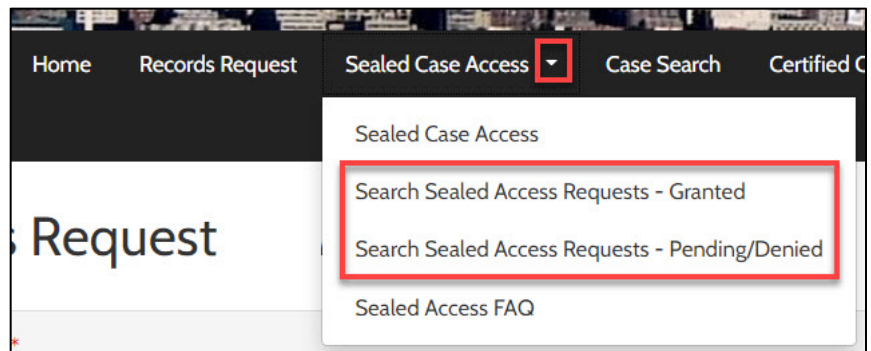 Home Records Request Sealed Case Access Case Search Certified C
Sealed Case Access
Search Sealed Access Requests - Granted
s Request
Search Sealed Access Requests - Pending/Denied
Sealed Access FAQ
*